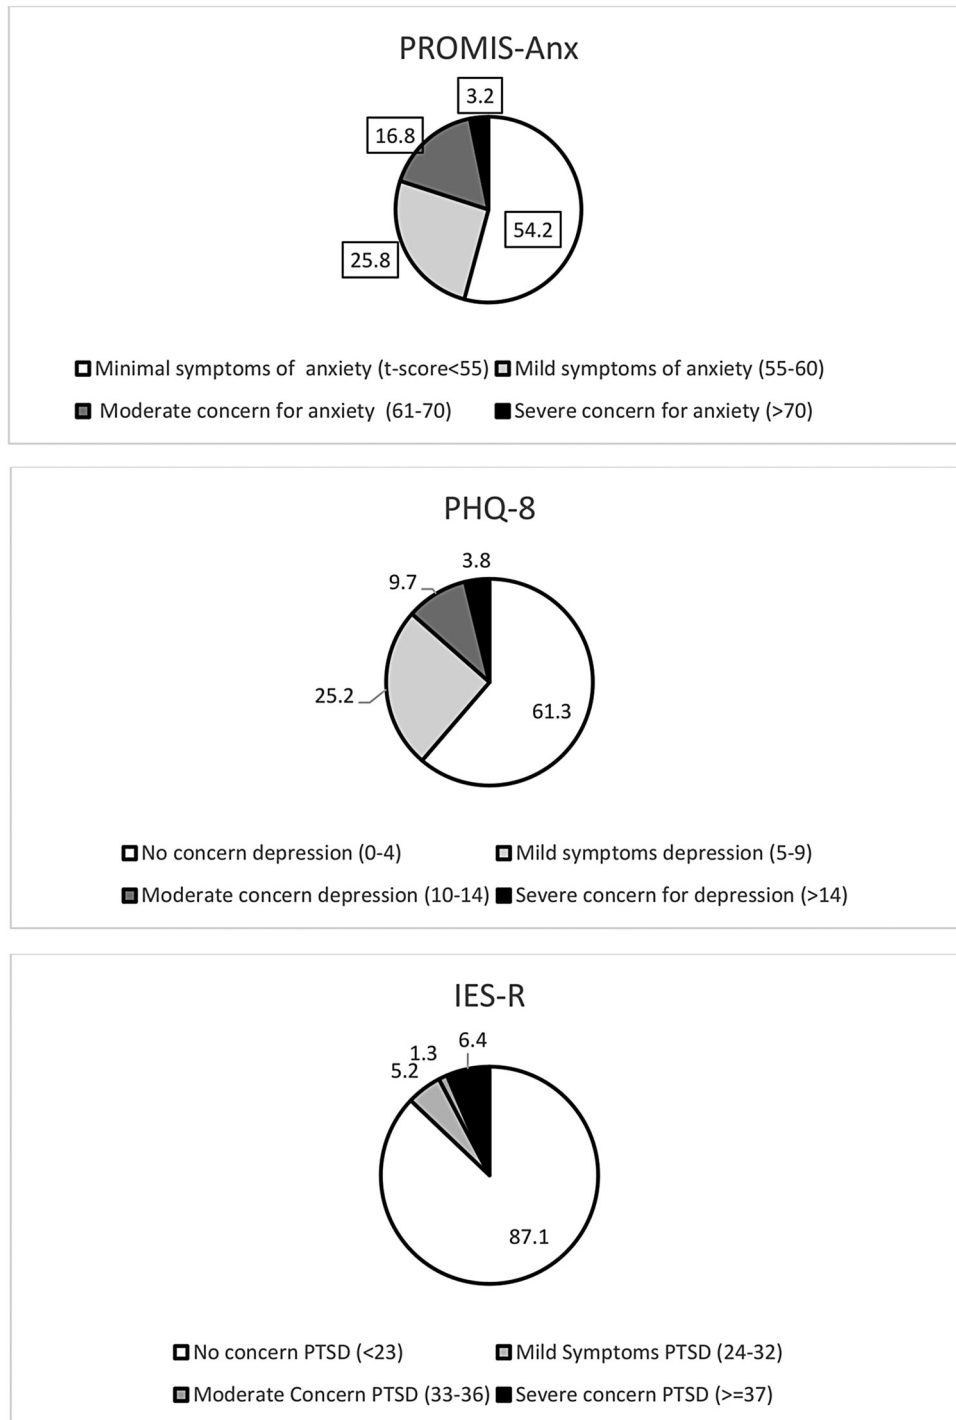 PROMIS-Anx
3.2
16.8
54.2
25.8
Minimal symptoms of anxiety (t-score<55) Mild symptoms of anxiety (55-60)
Moderate concern for anxiety (61-70) Severe concern for anxiety (>70)
PHQ-8
3.8
9.7
25.2
61.3
No concern depression (0-4) Mild symptoms depression (5-9)
Moderate concern depression (10-14) Severe concern for depression (>14)
IES-R
6.4
1.3
5.2
87.1
No concern PTSD (<23) Mild Symptoms PTSD (24-32)
Moderate Concern PTSD (33-36) Severe concern PTSD (>=37)